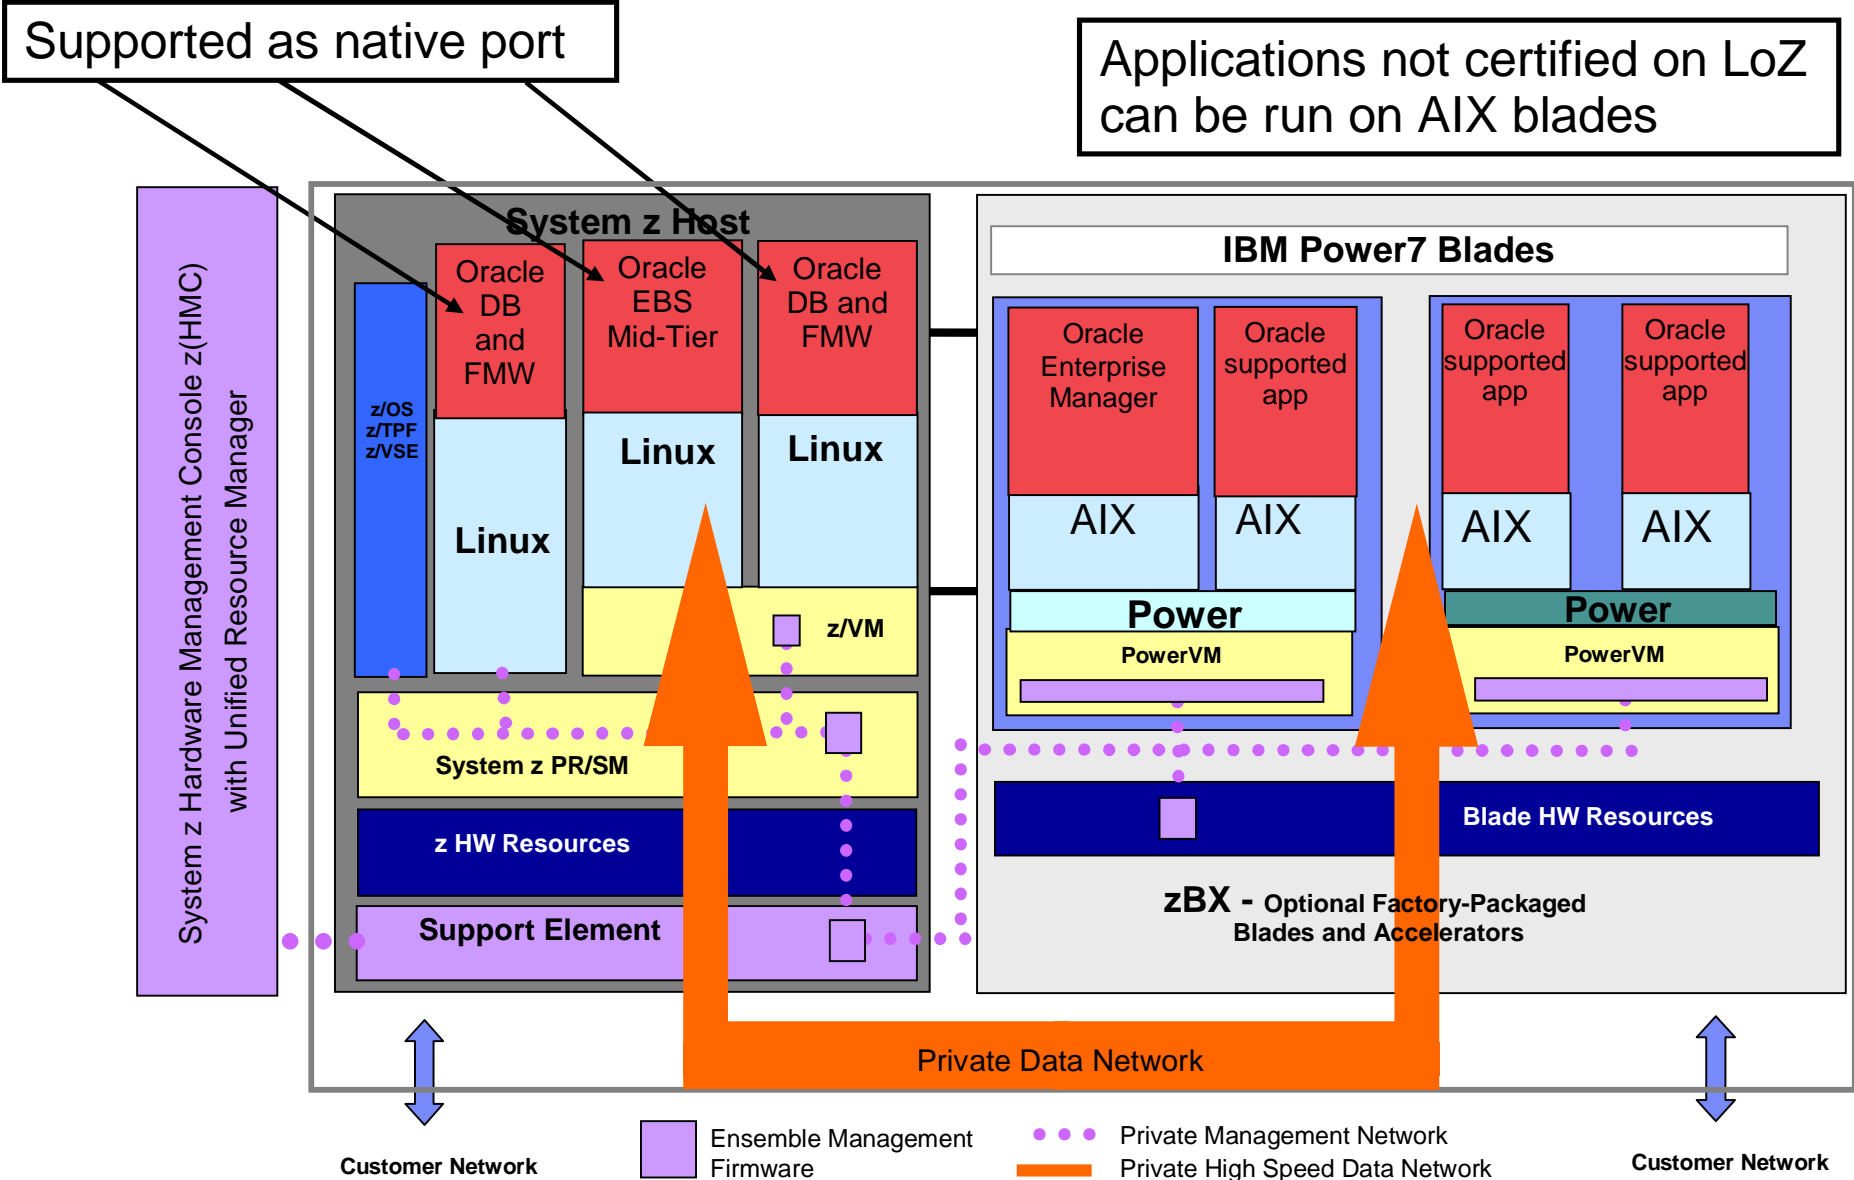 Supported as native port
Applications not certified on LoZ
can be run on AIX blades
System z Hardware Management Console z(HMC)
with Unified Resource Manager
System z Host
z/OS
z/TPF
z/VSE
Oracle
DB
and
FMW
Linux
Oracle
EBS
Mid-Tier
Linux
Oracle
DB and
FMW
Linux
z/VM
System z PR/SM
z HW Resources
Support Element
IBM Power7 Blades
Oracle
Enterprise
Manager
AIX
Oracle
supported
app
AIX
Power
PowerVM
Oracle
supported
app
AIX
Oracle
supported
app
AIX
Power
PowerVM
Blade HW Resources
zBX - Optional Factory-Packaged
Blades and Accelerators
Private Data Network
Customer Network
Ensemble Management
Firmware
Private Management Network
Private High Speed Data Network
Customer Network